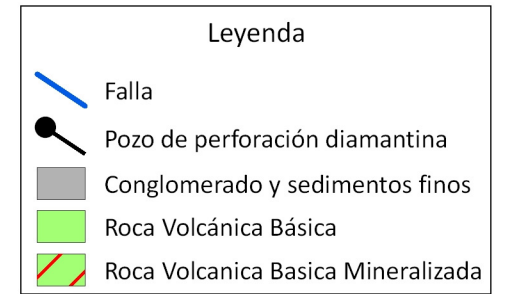 Leyenda
Falla
Pozo de perforación diamantina
Conglomerado y sedimentos finos
Roca Volcánica Básica
Roca Volcanica Basica Mineralizada